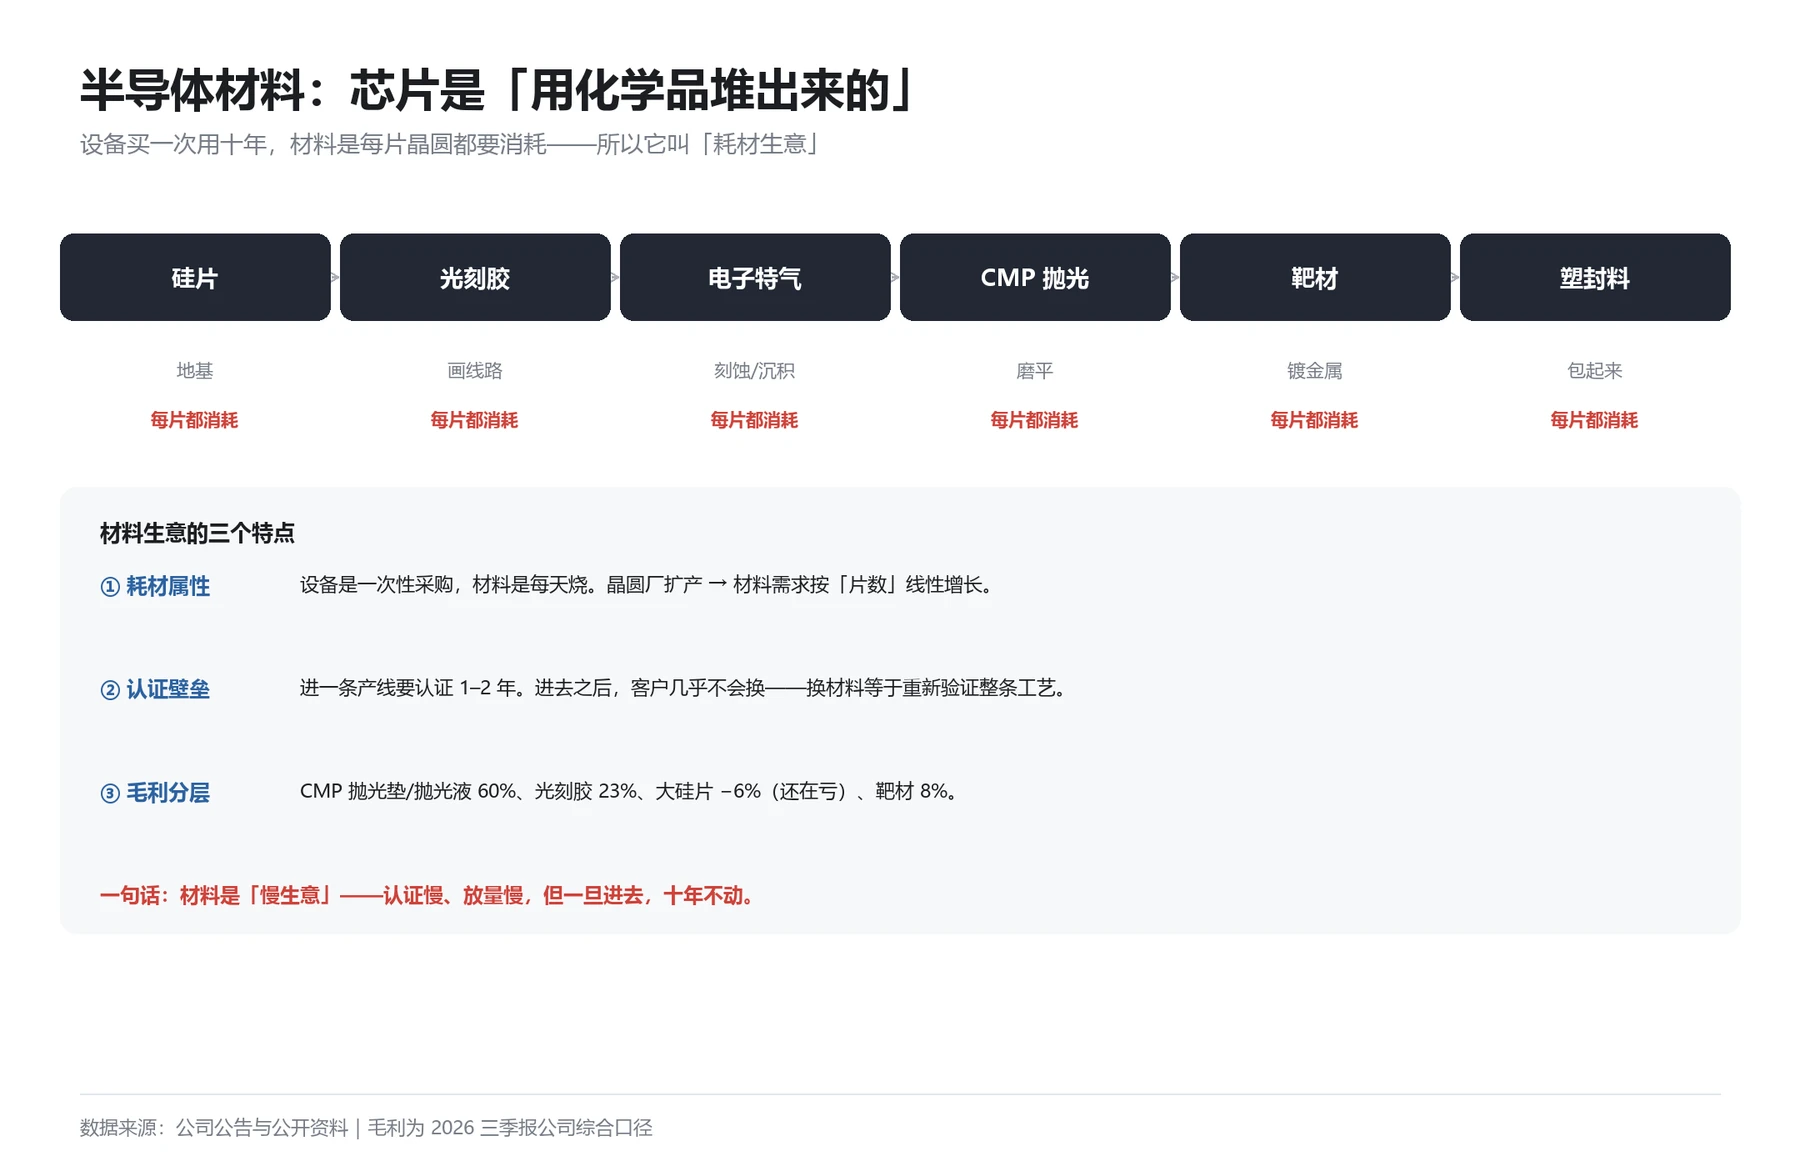 半导体材料：芯片是「用化学品堆出来的」
设备买一次用十年，材料是每片晶圆都要消耗——所以它叫「耗材生意」
硅片
光刻胶
电子特气
CMP 抛光
靶材
塑封料
地基
画线路
刻蚀/沉积
磨平
镀金属
包起来
每片都消耗
每片都消耗
每片都消耗
每片都消耗
每片都消耗
每片都消耗
材料生意的三个特点
① 耗材属性
设备是一次性采购，材料是每天烧。晶圆厂扩产 → 材料需求按「片数」线性增长。
② 认证壁垒
进一条产线要认证 1–2 年。进去之后，客户几乎不会换——换材料等于重新验证整条工艺。
③ 毛利分层
CMP 抛光垫/抛光液 60%、光刻胶 23%、大硅片 −6%（还在亏）、靶材 8%。
一句话：材料是「慢生意」——认证慢、放量慢，但一旦进去，十年不动。
数据来源：公司公告与公开资料｜毛利为 2026 三季报公司综合口径